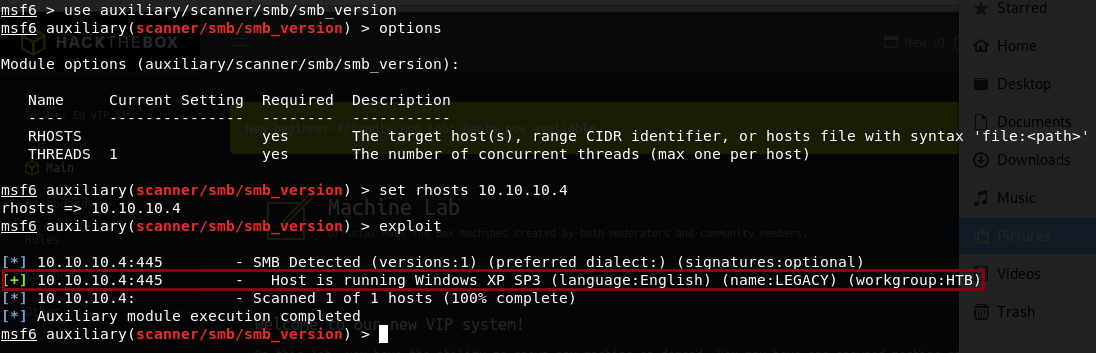 msf6 > use auxiliary/scanner/smb/smb_version
msf6 auxiliary(scanner/smb/smb_version) > options
HACKTHEBOX
New UI
Module options (auxiliary/scanner/smb/smb_version):
Name Current Setting Required Description
---- --------------- -------- -----------
RHOSTS yes The target host(s), range CIDR identifier, or hosts file with syntax 'file:<path>'
THREADS 1 yes The number of concurrent threads (max one per host)
Main
msf6 auxiliary(scanner/smb/smb_version) > set rhosts 10.10.10.4
rhosts => 10.10.10.4
Machine Lab
msf6 auxiliary(scanner/smb/smb_version) > exploit
Rules
[*] 10.10.10.4:445 - SMB Detected (versions:1) (preferred dialect:) (signatures:optional)
[+] 10.10.10.4:445 - Host is running Windows XP SP3 (language:English) (name:LEGACY) (workgroup:HTB)
[*] 10.10.10.4: - Scanned 1 of 1 hosts (100% complete)
[*] Auxiliary module execution completed
to our new VIP system!
msf6 auxiliary(scanner/smb/smb_version) >
Starred
Home
Desktop
Documents
Downloads
Music
Pictures
Videos
Trash